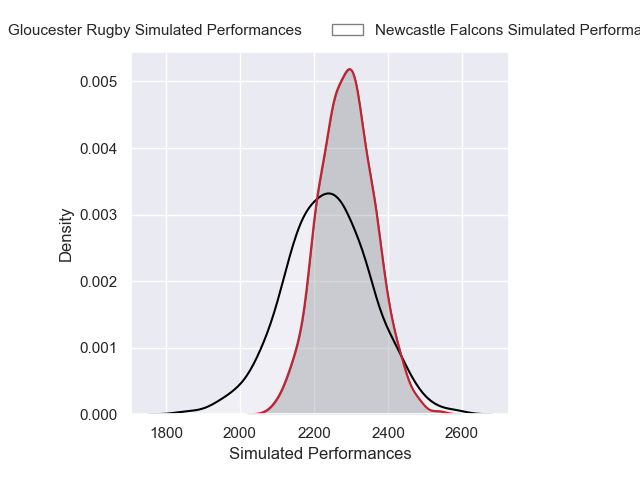 Gloucester Rugby Simulated Performances Newcastle Falcons Simulated
0.005
0.004
0.003
0.002
0.001
0.000
Density
1800 2000 2200 2400 2600
Simulated Performances